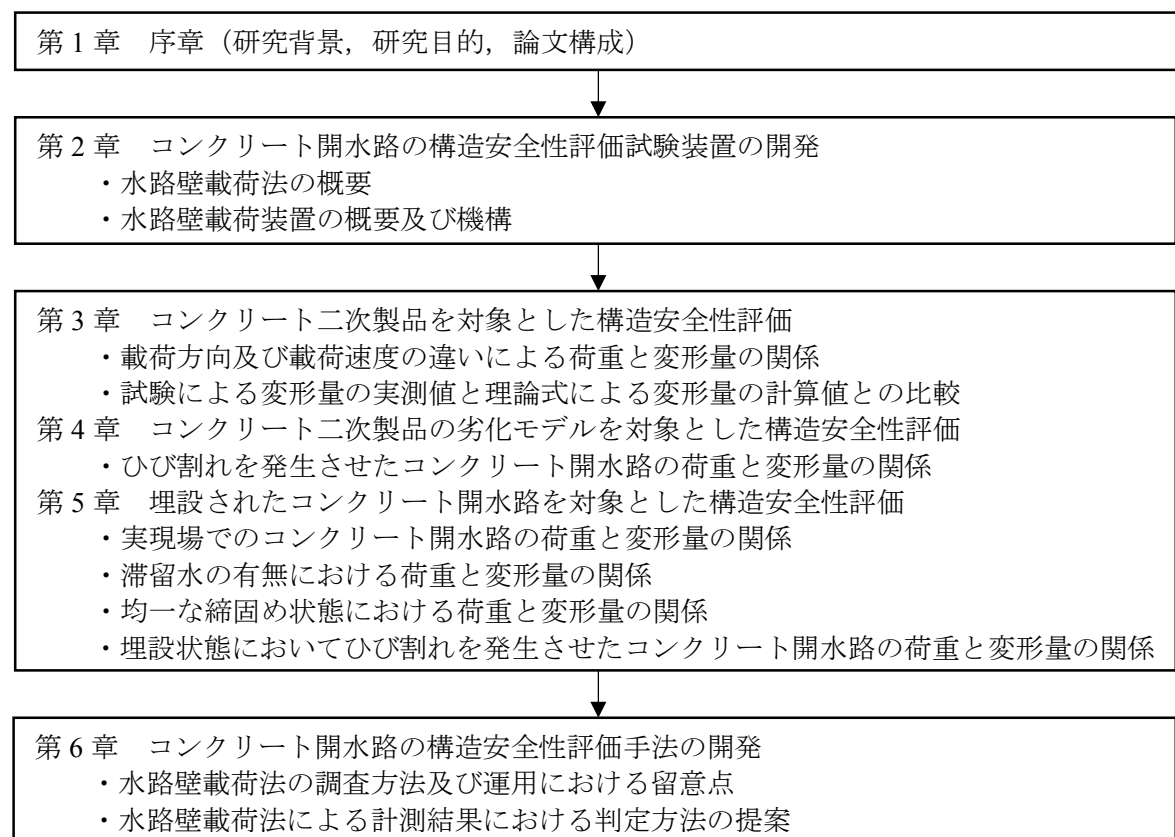 第 1 章　序章（研究背景，研究目的，論文構成）
第 2 章　コンクリート開水路の構造安全性評価試験装置の開発
・水路壁載荷法の概要
・水路壁載荷装置の概要及び機構
第 3 章　コンクリート二次製品を対象とした構造安全性評価
・載荷方向及び載荷速度の違いによる荷重と変形量の関係
・試験による変形量の実測値と理論式による変形量の計算値との比較
第 4 章　コンクリート二次製品の劣化モデルを対象とした構造安全性評価
・ひび割れを発生させたコンクリート開水路の荷重と変形量の関係
第 5 章　埋設されたコンクリート開水路を対象とした構造安全性評価
・実現場でのコンクリート開水路の荷重と変形量の関係
・滞留水の有無における荷重と変形量の関係
・均一な締固め状態における荷重と変形量の関係
・埋設状態においてひび割れを発生させたコンクリート開水路の荷重と変形量の関係
第 6 章　コンクリート開水路の構造安全性評価手法の開発
・水路壁載荷法の調査方法及び運用における留意点
・水路壁載荷法による計測結果における判定方法の提案